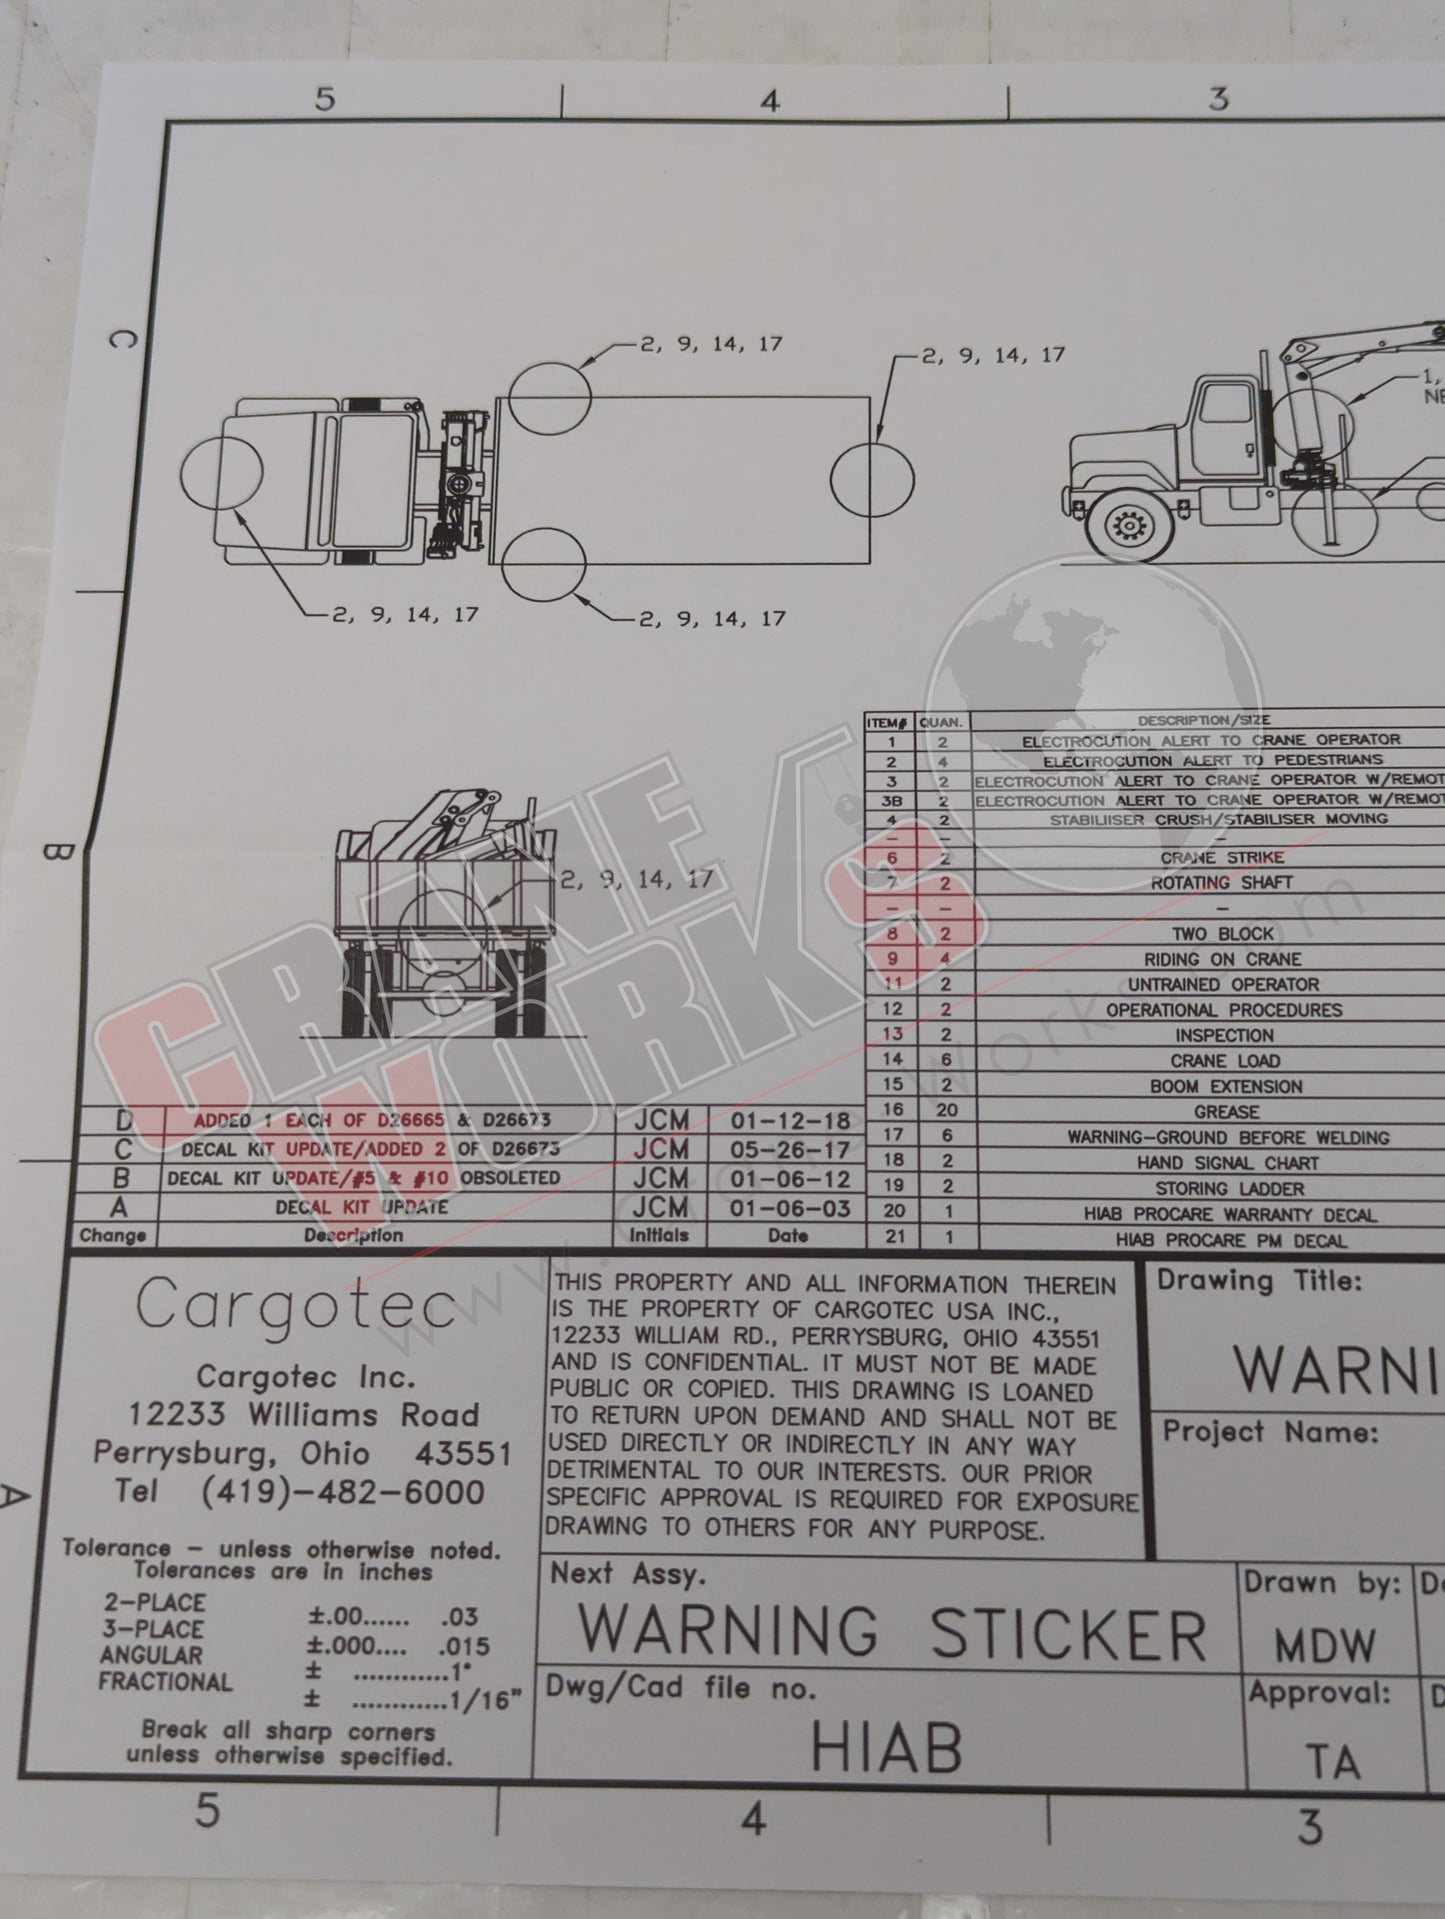 5 4 3
C
2, 9, 14, 17
2, 9, 14, 17
1,
NE
2, 9, 14, 17
2, 9, 14, 17
B
2, 9, 14, 17
ITEM# QUAN. DESCRIPTION/SIZE
1 2 ELECTROCUTION ALERT TO CRANE OPERATOR
2 4 ELECTROCUTION ALERT TO PEDESTRIANS
3 2 ELECTROCUTION ALERT TO CRANE OPERATOR W/REMOT
3B 2 ELECTROCUTION ALERT TO CRANE OPERATOR W/REMOT
4 2 STABILIISER CRUSH/STABILISER MOVING
– – –
6 2 CRANE STRIKE
7 2 ROTATING SHAFT
– – –
8 2 TWO BLOCK
9 4 RIDING ON CRANE
11 2 UNTRAINED OPERATOR
12 2 OPERATIONAL PROCEDURES
13 2 INSPECTION
14 6 CRANE LOAD
15 2 BOOM EXTENSION
16 20 GREASE
17 6 WARNING–GROUND BEFORE WELDING
18 2 HAND SIGNAL CHART
19 2 STORING LADDER
20 1 HIAB PROCARE WARRANTY DECAL
21 1 HIAB PROCARE PM DECAL
CRANE
WORKS
www.craneworks.com
D ADDED 1 EACH OF D26665 & D26673 JCM 01–12–18
C DECAL KIT UPDATE/ADDED 2 OF D26673 JCM 05–26–17
B DECAL KIT UPDATE/#5 & #10 OBSOLETED JCM 01–06–12
A DECAL KIT UPDATE JCM 01–06–03
Change Description Initials Date
Cargotec
Cargotec Inc.
12233 Williams Road
Perrysburg, Ohio 43551
Tel (419)–482–6000
Tolerance – unless otherwise noted.
Tolerances are in inches
2–PLACE ±.00...... .03
3–PLACE ±.000.... .015
ANGULAR ± ............1°
FRACTIONAL ± ............1/16"
Break all sharp corners
unless otherwise specified.
THIS PROPERTY AND ALL INFORMATION THEREIN
IS THE PROPERTY OF CARGOTEC USA INC.,
12233 WILLIAM RD., PERRYSBURG, OHIO 43551
AND IS CONFIDENTIAL. IT MUST NOT BE MADE
PUBLIC OR COPIED. THIS DRAWING IS LOANED
TO RETURN UPON DEMAND AND SHALL NOT BE
USED DIRECTLY OR INDIRECTLY IN ANY WAY
DETRIMENTAL TO OUR INTERESTS. OUR PRIOR
SPECIFIC APPROVAL IS REQUIRED FOR EXPOSURE
DRAWING TO OTHERS FOR ANY PURPOSE.
Drawing Title:
WARNI
Project Name:
A
Next Assy.
WARNING STICKER
Dwg/Cad file no.
HIAB
Drawn by:
MDW
Approval:
TA
5 4 3